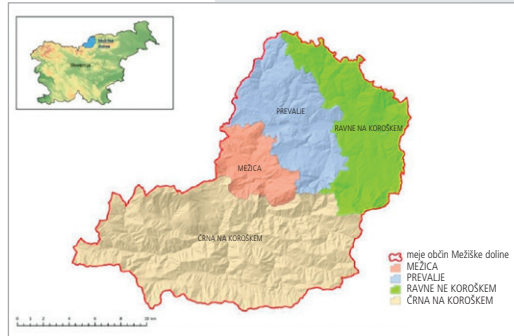 Slovenija
PREVALJE
RAVNE NA KOROŠKEM
MEŽICA
ČRNA NA KOROŠKEM
meje občin Mežiške doline
MEŽICA
PREVALJE
RAVNE NE KOROŠKEM
ČRNA NA KOROŠKEM